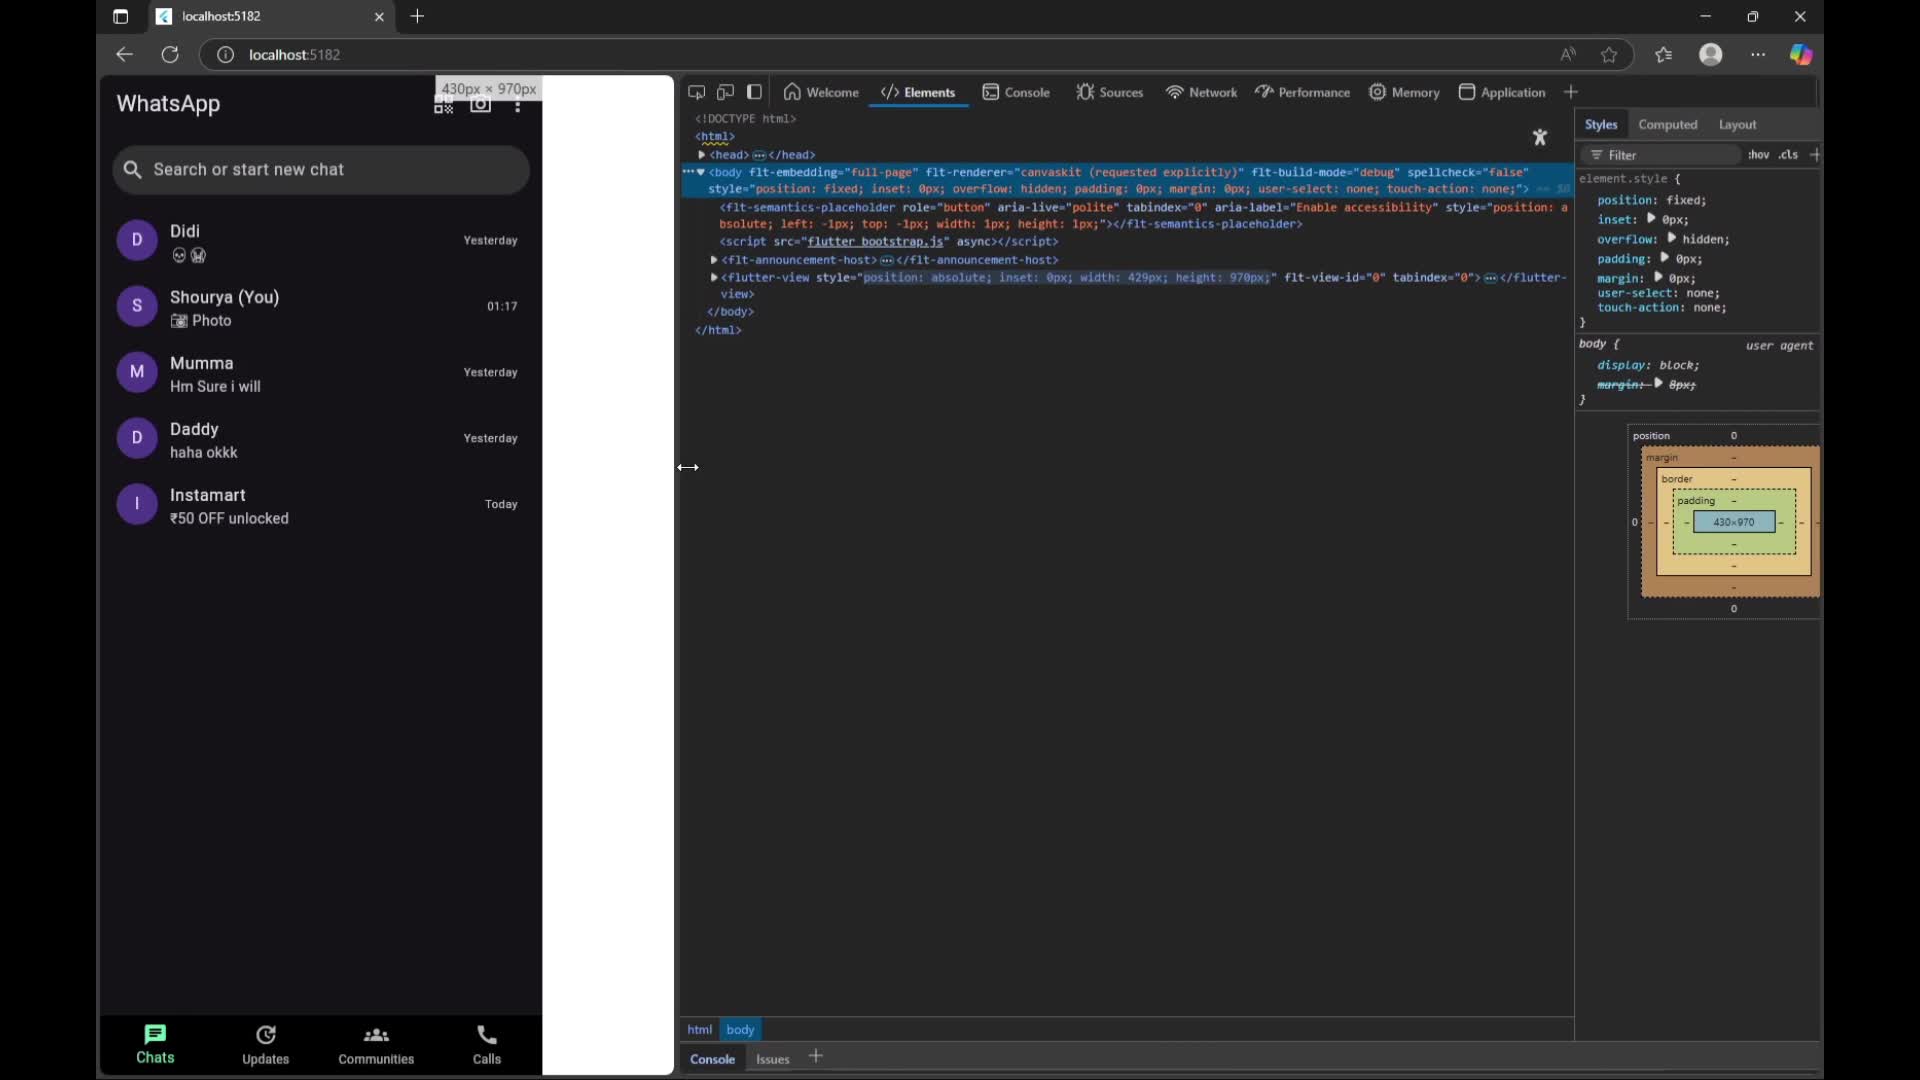 localhost:5182
localhost:5182
WhatsApp
430px × 970px
Search or start new chat
D
Didi
💀😭
Yesterday
S
Shourya (You)
📷 Photo
01:17
M
Mumma
Hm Sure i will
Yesterday
D
Daddy
haha okkk
Yesterday
I
Instamart
₹50 OFF unlocked
Today
Chats
Updates
Communities
Calls
Welcome
</> Elements
Console
Sources
Network
Performance
Memory
Application
<!DOCTYPE html>
<html>
<head>…</head>
<body flt-embedding="full-page" flt-renderer="canvaskit (requested explicitly)" flt-build-mode="debug" spellcheck="false"
style="position: fixed; inset: 0px; overflow: hidden; padding: 0px; margin: 0px; user-select: none; touch-action: none;"> == $0
<flt-semantics-placeholder role="button" aria-live="polite" tabindex="0" aria-label="Enable accessibility" style="position: a
bsolute; left: -1px; top: -1px; width: 1px; height: 1px;"></flt-semantics-placeholder>
<script src="flutter_bootstrap.js" async></script>
<flt-announcement-host>…</flt-announcement-host>
<flutter-view style="position: absolute; inset: 0px; width: 429px; height: 970px;" flt-view-id="0" tabindex="0">…</flutter-
view>
</body>
</html>
html
body
Console
Issues
Styles
Computed
Layout
Filter
:hov
.cls
element.style {
position: fixed;
inset: 0px;
overflow: hidden;
padding: 0px;
margin: 0px;
user-select: none;
touch-action: none;
}
body {
user agent
display: block;
margin: 8px;
}
position
0
margin
-
border
-
padding
-
0
-
-
-
430×970
-
-
-
-
-
-
0